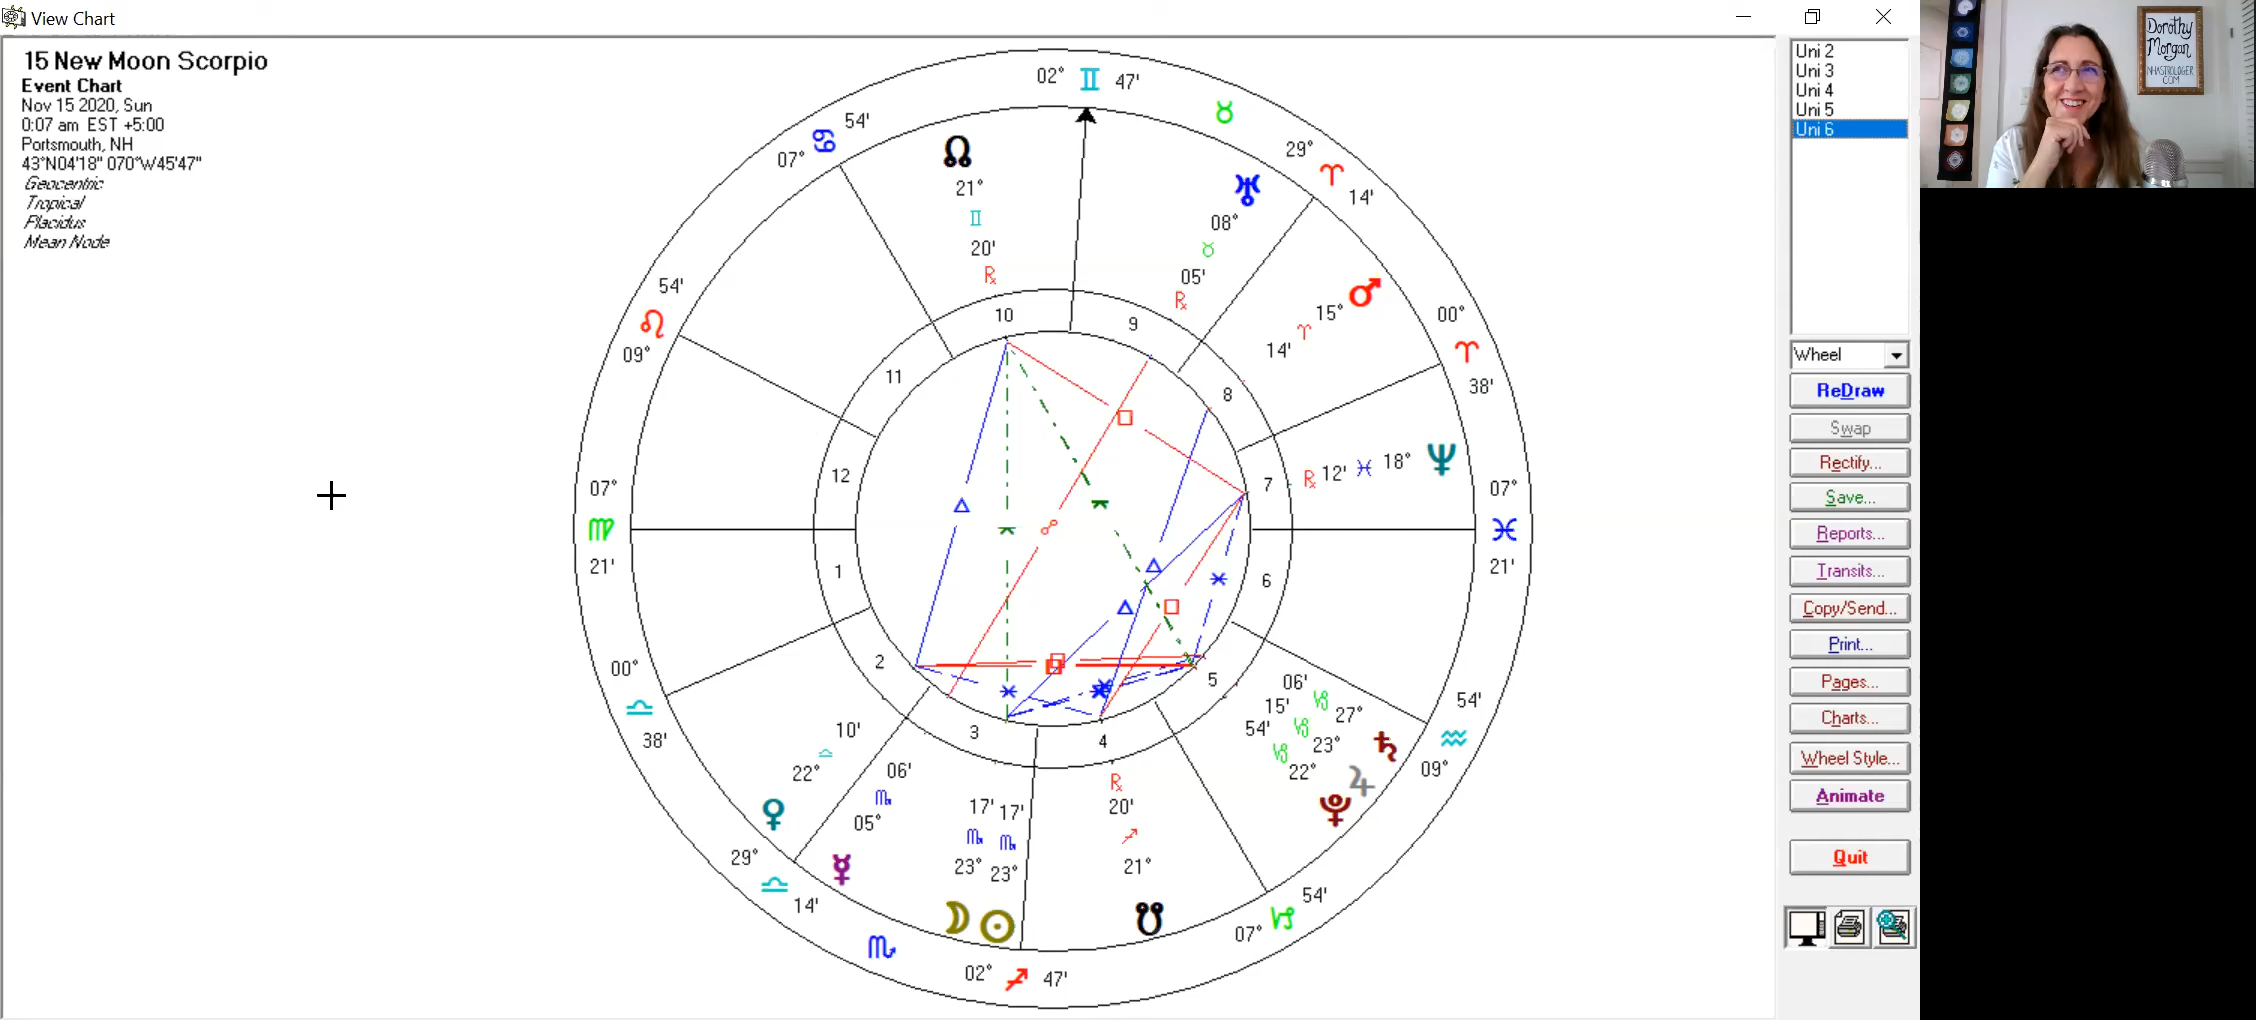 View Chart
15 New Moon Scorpio
Event Chart
Nov 15 2020, Sun
0:07 am EST +5:00
Portsmouth, NH
43°N04'18" 070°W45'47"
Geocentric
Tropical
Placidus
Mean Node
02° ♊ 47'
♉
29° ♈ 14'
00° ♈ 38'
07° ♓ 21'
54' ♒ 09°
07° ♑ 54'
02° ♐ 47'
♏
29° ♎ 14'
00° ♎ 38'
07° ♍ 21'
54' ♌ 09°
07° ♋ 54'
☊ 21° ♊ 20' ℞
♅ 08° ♉ 05' ℞
♂ 15° ♈ 14'
♆ 18° ♓ 12' ℞
♄ 27° ♑ 06'
♃ 23° ♑ 15'
♇ 22° ♑ 54'
☋ 21° ♐ 20' ℞
☉ 23° ♏ 17'
☽ 23° ♏ 17'
☿ 05° ♏ 06'
♀ 22° ♎ 10'
1
2
3
4
5
6
7
8
9
10
11
12
Uni 2
Uni 3
Uni 4
Uni 5
Uni 6
Wheel
ReDraw
Swap
Rectify...
Save...
Reports...
Transits...
Copy/Send...
Print...
Pages...
Charts...
Wheel Style...
Animate
Quit
Dorothy
Morgan
NHASTROLOGER
.COM